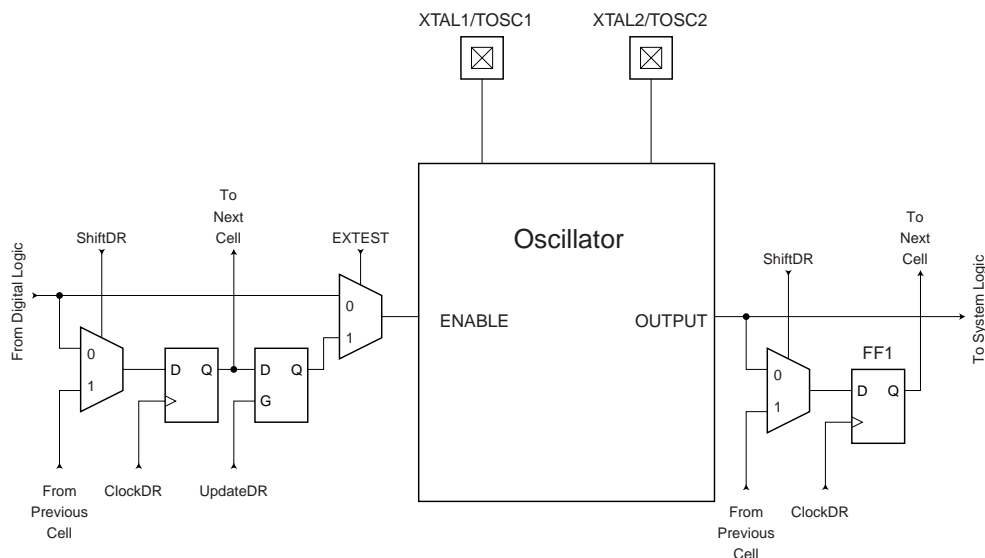 XTAL1/TOSC1
XTAL2/TOSC2
To
Next
Cell
ShiftDR
EXTEST
From Digital Logic
0
1
0
1
D Q
D Q
G
From
Previous
Cell
ClockDR
UpdateDR
Oscillator
ENABLE
OUTPUT
To
Next
Cell
ShiftDR
To System Logic
FF1
0
1
D Q
From
Previous
Cell
ClockDR